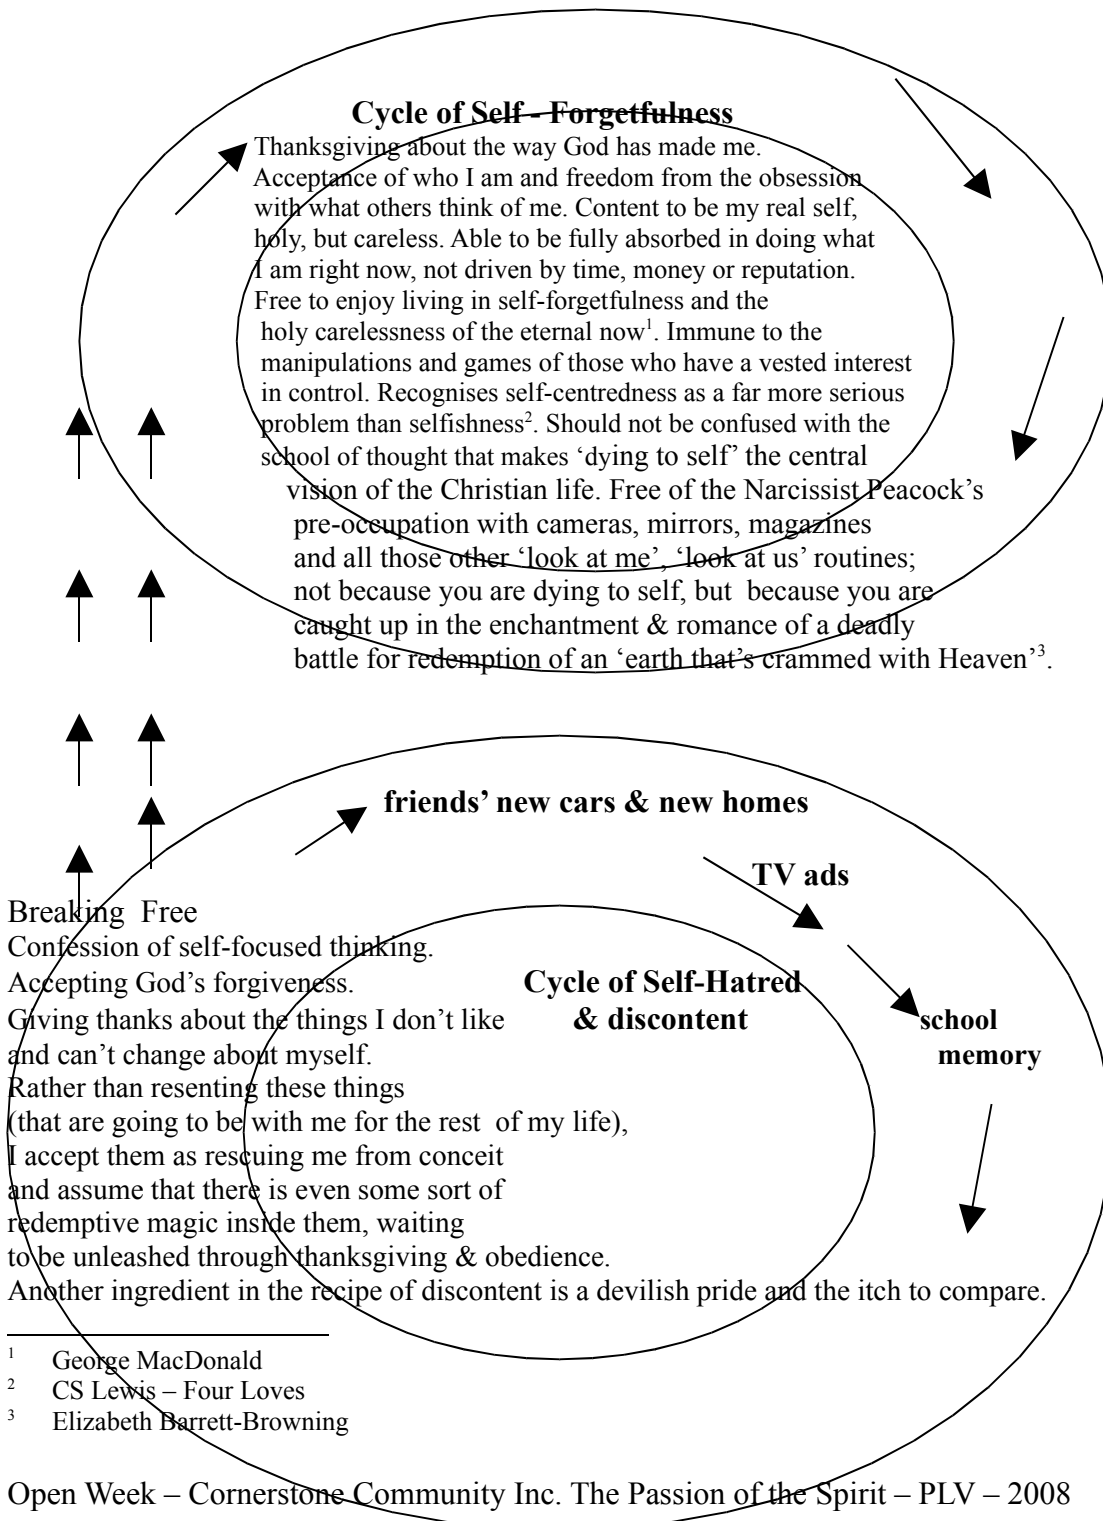 Cycle of Self - Forgetfulness
Thanksgiving about the way God has made me.
Acceptance of who I am and freedom from the obsession
with what others think of me. Content to be my real self,
holy, but careless. Able to be fully absorbed in doing what
I am right now, not driven by time, money or reputation.
Free to enjoy living in self-forgetfulness and the
holy carelessness of the eternal now1. Immune to the
manipulations and games of those who have a vested interest
in control. Recognises self-centredness as a far more serious
problem than selfishness2. Should not be confused with the
school of thought that makes ‘dying to self’ the central
vision of the Christian life. Free of the Narcissist Peacock’s
pre-occupation with cameras, mirrors, magazines
and all those other ‘look at me’, ‘look at us’ routines;
not because you are dying to self, but because you are
caught up in the enchantment & romance of a deadly
battle for redemption of an ‘earth that’s crammed with Heaven’3.
friends’ new cars & new homes
TV ads
school
memory
Cycle of Self-Hatred
& discontent
Breaking Free
Confession of self-focused thinking.
Accepting God’s forgiveness.
Giving thanks about the things I don’t like
and can’t change about myself.
Rather than resenting these things
(that are going to be with me for the rest of my life),
I accept them as rescuing me from conceit
and assume that there is even some sort of
redemptive magic inside them, waiting
to be unleashed through thanksgiving & obedience.
Another ingredient in the recipe of discontent is a devilish pride and the itch to compare.
1 George MacDonald
2 CS Lewis – Four Loves
3 Elizabeth Barrett-Browning
Open Week – Cornerstone Community Inc. The Passion of the Spirit – PLV – 2008